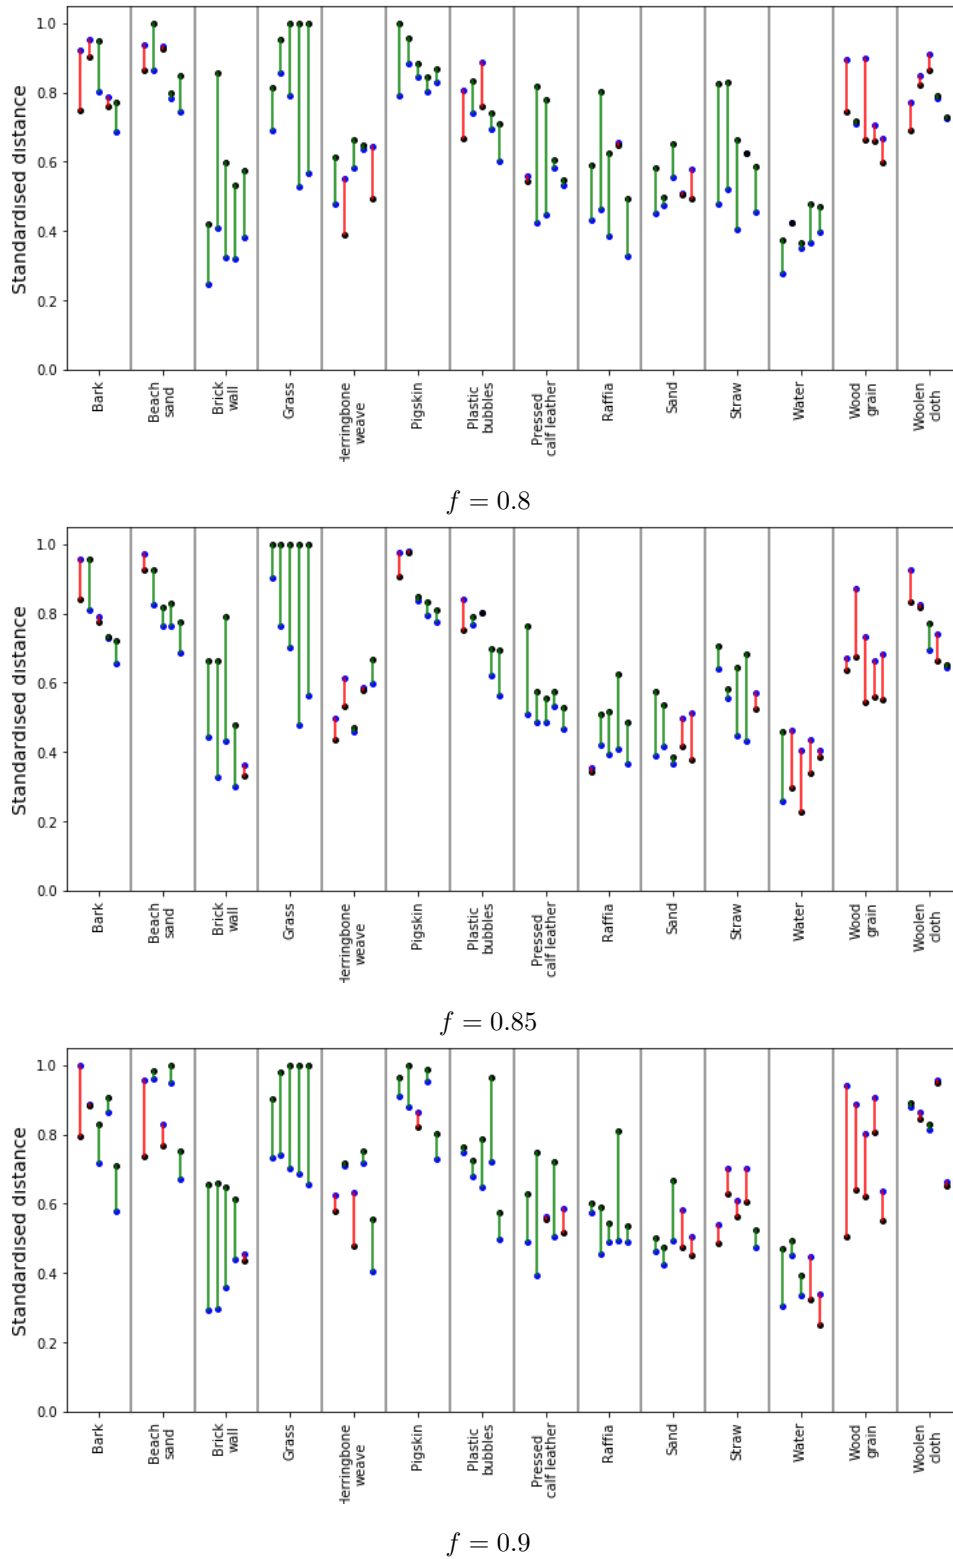 1.0
0.8
0.6
0.4
0.2
0.0
Standardised distance
Bark
Beach
sand
Brick
wall
Grass
Herringbone
weave
Pigskin
Plastic
bubbles
Pressed
calf leather
Raffia
Sand
Straw
Water
Wood
grain
Woolen
cloth
f = 0.8
1.0
0.8
0.6
0.4
0.2
0.0
Standardised distance
Bark
Beach
sand
Brick
wall
Grass
Herringbone
weave
Pigskin
Plastic
bubbles
Pressed
calf leather
Raffia
Sand
Straw
Water
Wood
grain
Woolen
cloth
f = 0.85
1.0
0.8
0.6
0.4
0.2
0.0
Standardised distance
Bark
Beach
sand
Brick
wall
Grass
Herringbone
weave
Pigskin
Plastic
bubbles
Pressed
calf leather
Raffia
Sand
Straw
Water
Wood
grain
Woolen
cloth
f = 0.9